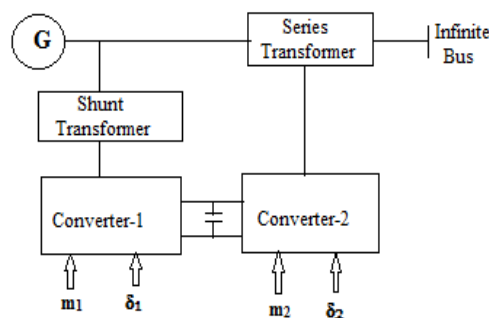 G
Series
Transformer
Infinite
Bus
Shunt
Transformer
Converter-1
Converter-2
m1
δ1
m2
δ2